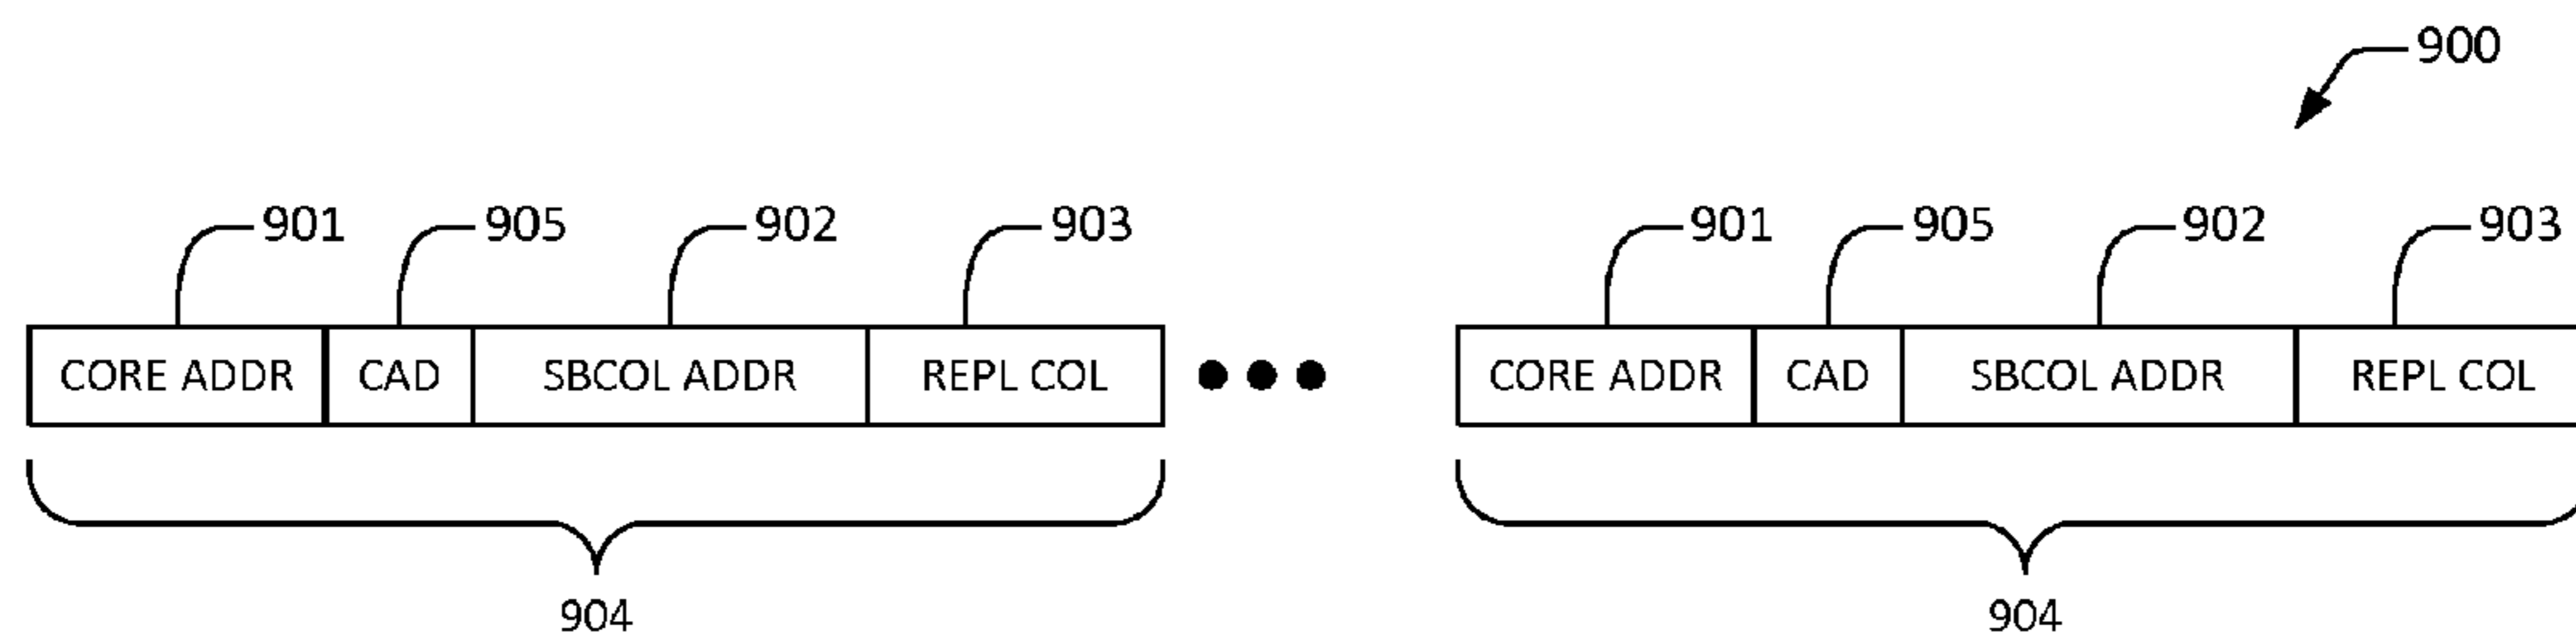 900
901 905 902 903 901 905 902 903
CORE ADDR CAD SBCOL ADDR REPL COL CORE ADDR CAD SBCOL ADDR REPL COL
904 904